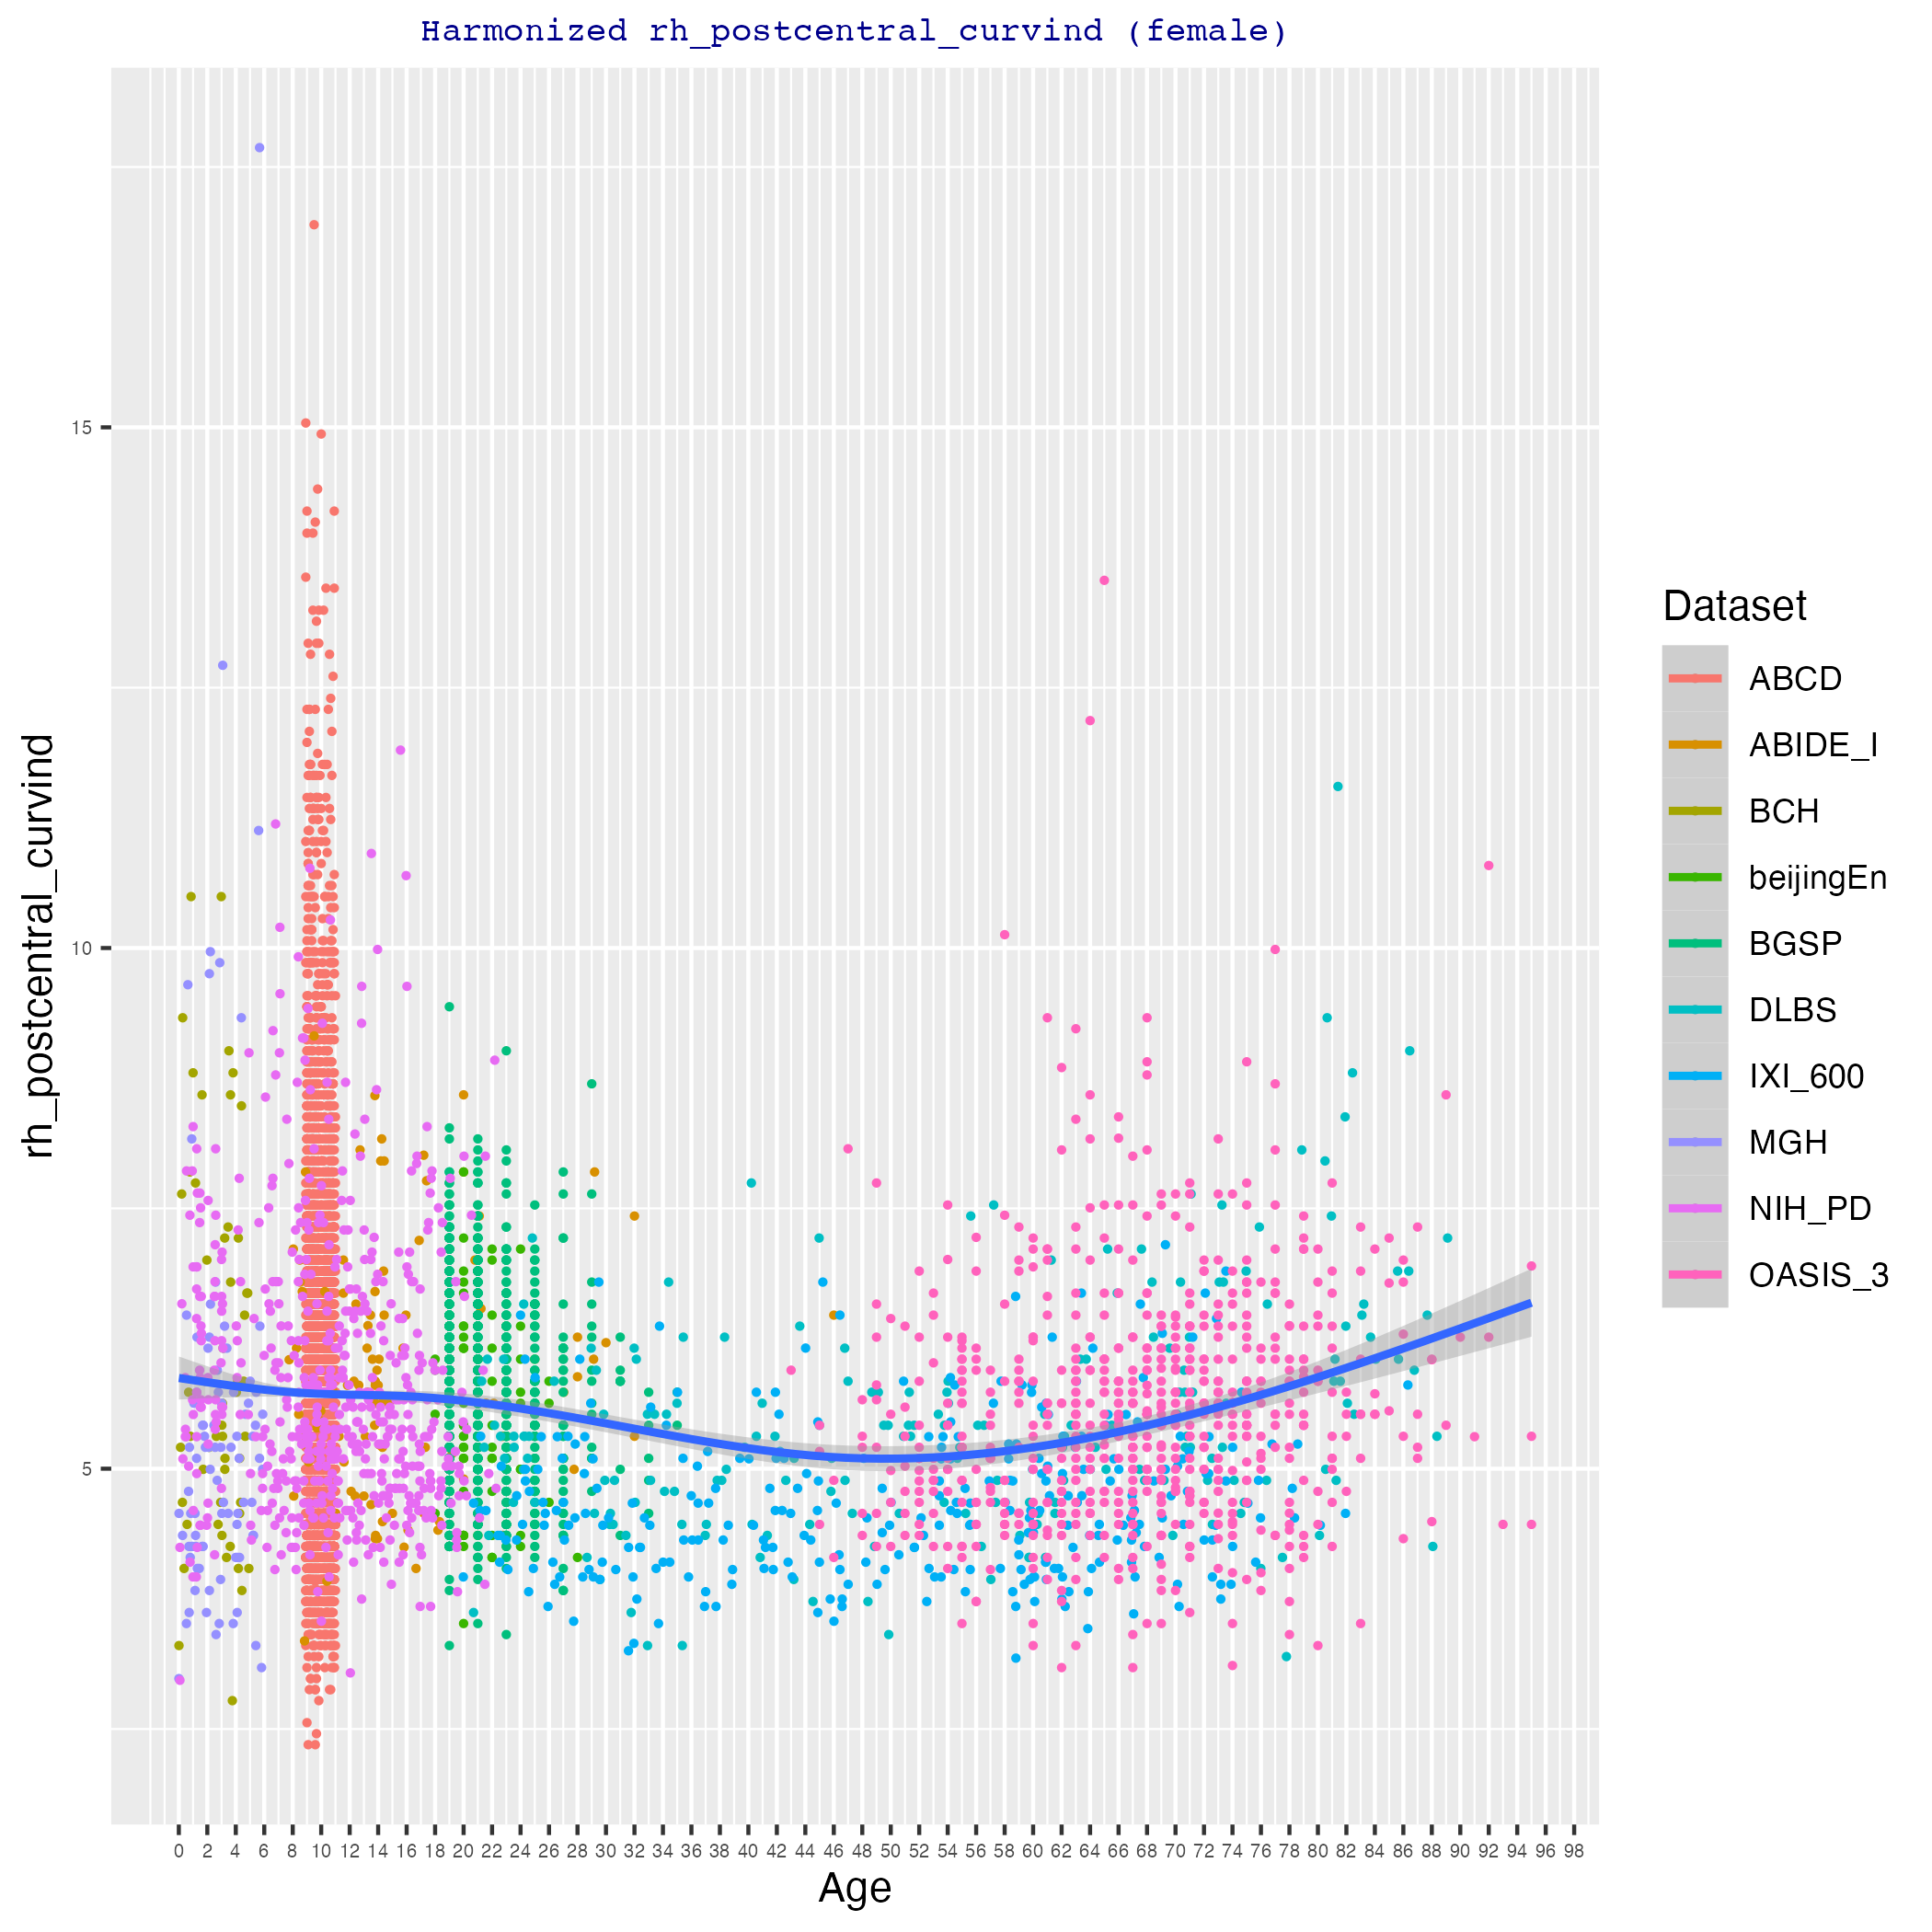 Harmonized rh_postcentral_curvind (female)
rh_postcentral_curvind
15
10
5
0 2 4 6 8 10 12 14 16 18 20 22 24 26 28 30 32 34 36 38 40 42 44 46 48 50 52 54 56 58 60 62 64 66 68 70 72 74 76 78 80 82 84 86 88 90 92 94 96 98
Age
Dataset
ABCD
ABIDE_I
BCH
beijingEn
BGSP
DLBS
IXI_600
MGH
NIH_PD
OASIS_3